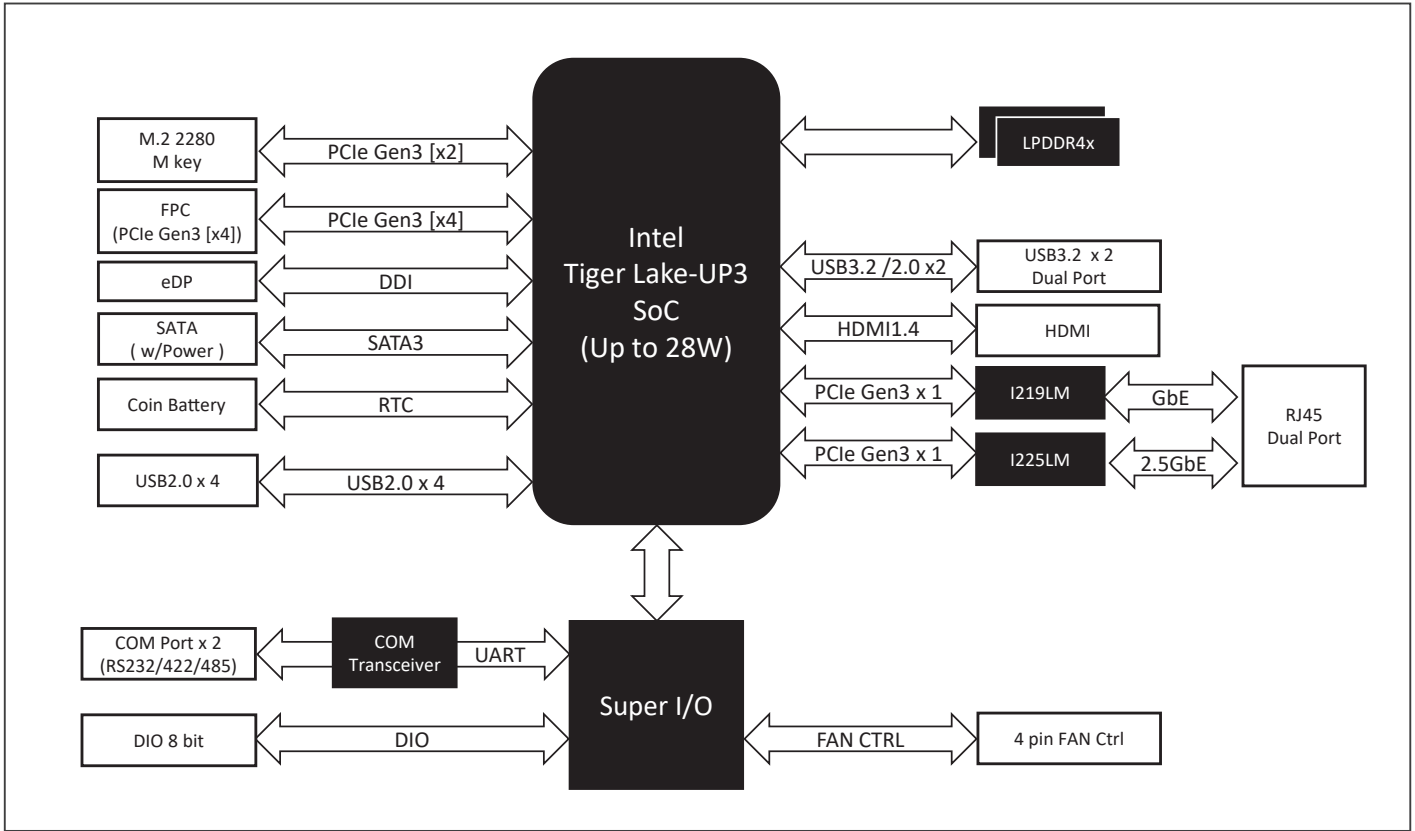 M.2 2280
M key
PCIe Gen3 [x2]
FPC
(PCIe Gen3 [x4])
PCIe Gen3 [x4]
eDP
DDI
SATA
( w/Power )
SATA3
Coin Battery
RTC
USB2.0 x 4
USB2.0 x 4
Intel
Tiger Lake-UP3
SoC
(Up to 28W)
LPDDR4x
USB3.2 /2.0 x2
USB3.2 x 2
Dual Port
HDMI1.4
HDMI
PCIe Gen3 x 1
I219LM
GbE
PCIe Gen3 x 1
I225LM
2.5GbE
RJ45
Dual Port
COM Port x 2
(RS232/422/485)
COM
Transceiver
UART
Super I/O
DIO 8 bit
DIO
FAN CTRL
4 pin FAN Ctrl